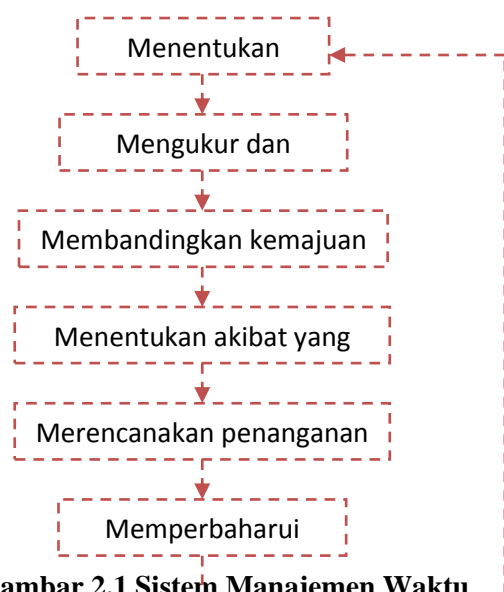 Menentukan
Mengukur dan
Membandingkan kemajuan
Menentukan akibat yang
Merencanakan penanganan
Memperbaharui
ambar 2.1 Sistem Manajemen Waktu